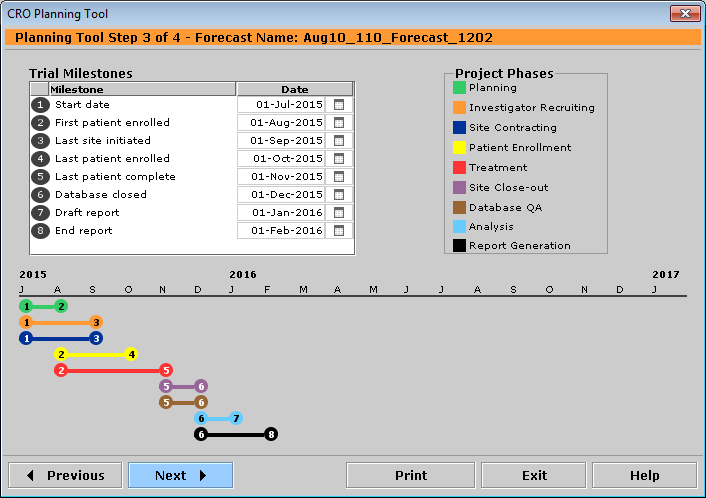 CRO Planning Tool
Planning Tool Step 3 of 4 - Forecast Name: Aug10_110_Forecast_1202
Trial Milestones
Milestone Date
1 Start date 01-Jul-2015
2 First patient enrolled 01-Aug-2015
3 Last site initiated 01-Sep-2015
4 Last patient enrolled 01-Oct-2015
5 Last patient complete 01-Nov-2015
6 Database closed 01-Dec-2015
7 Draft report 01-Jan-2016
8 End report 01-Feb-2016
Project Phases
Planning
Investigator Recruiting
Site Contracting
Patient Enrollment
Treatment
Site Close-out
Database QA
Analysis
Report Generation
2015 2016 2017
J A S O N D J F M A M J J A S O N D J
1 2
1 3
1 3
2 4
2 5
5 6
5 6
6 7
6 8
Previous Next Print Exit Help